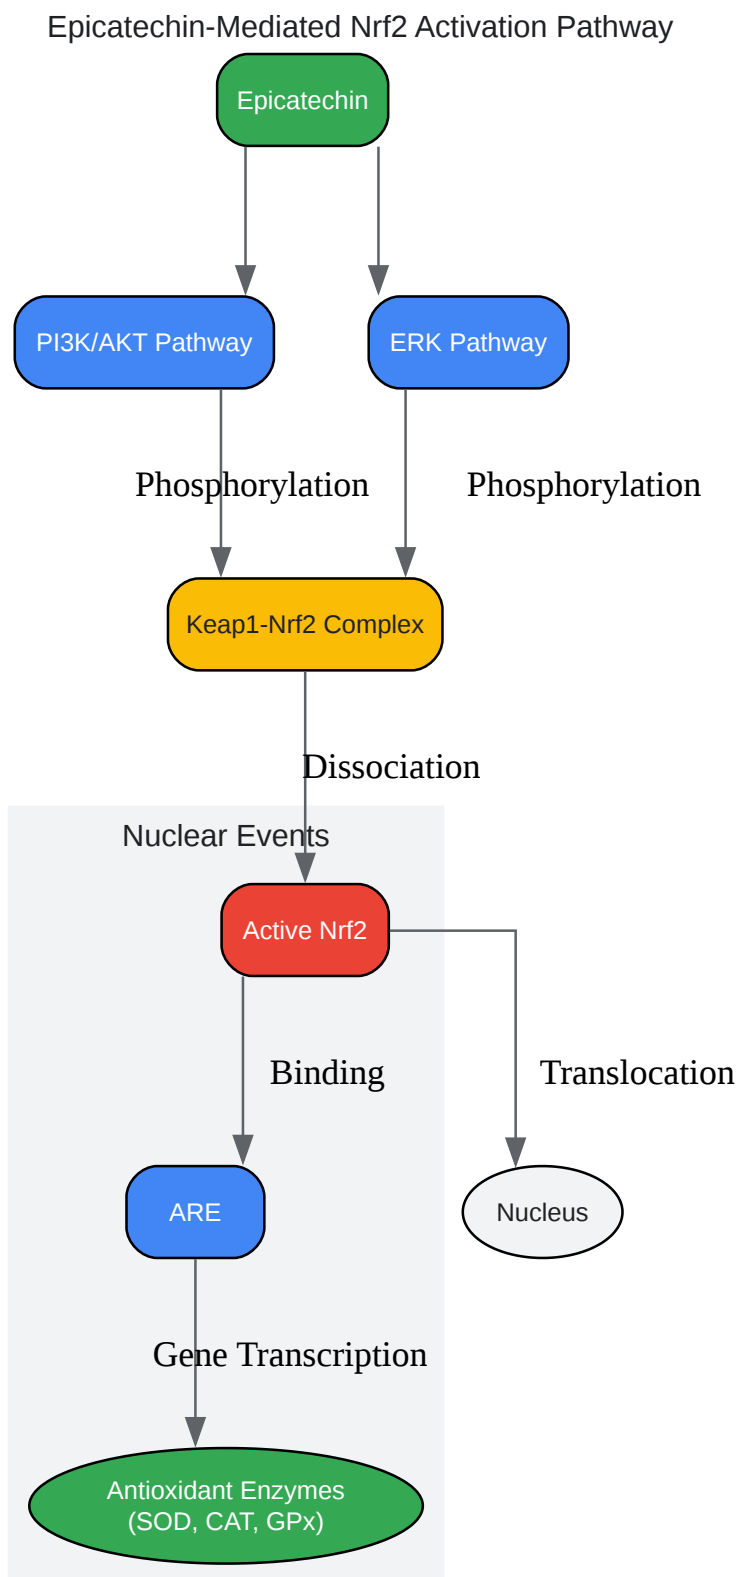 Epicatechin-Mediated Nrf2 Activation Pathway
Epicatechin
PI3K/AKT Pathway
ERK Pathway
Phosphorylation
Phosphorylation
Keap1-Nrf2 Complex
Dissociation
Nuclear Events
Active Nrf2
Binding
Translocation
ARE
Nucleus
Gene Transcription
Antioxidant Enzymes
(SOD, CAT, GPx)